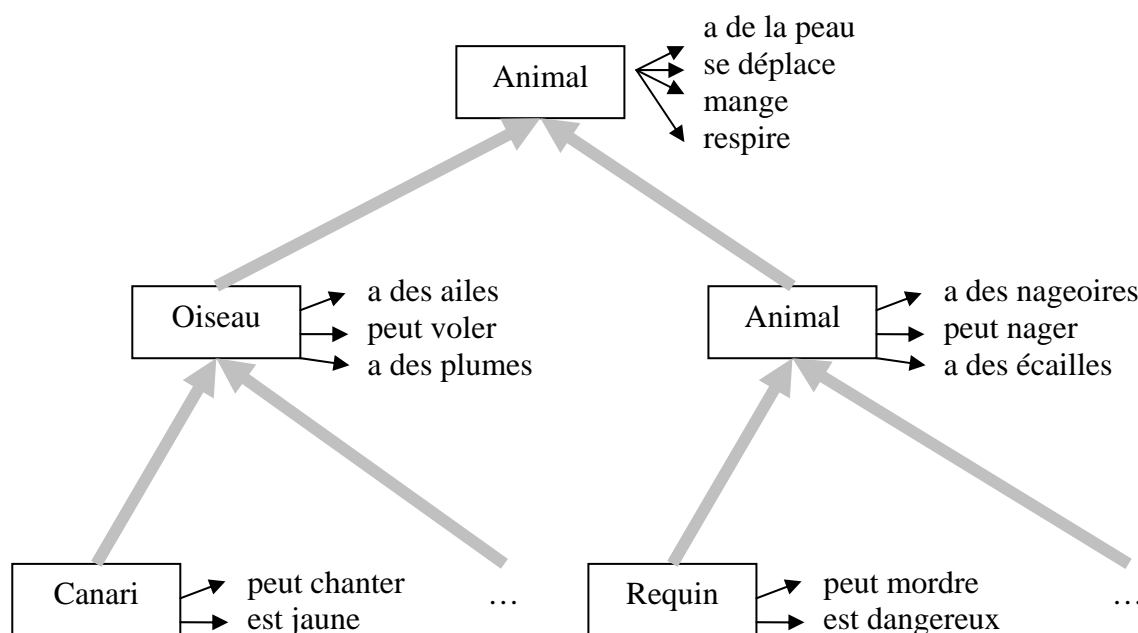 a de la peau
Animal
se déplace
mange
respire
Oiseau
a des ailes
peut voler
a des plumes
Animal
a des nageoires
peut nager
a des écailles
Canari
peut chanter
est jaune
…
Requin
peut mordre
est dangereux
…